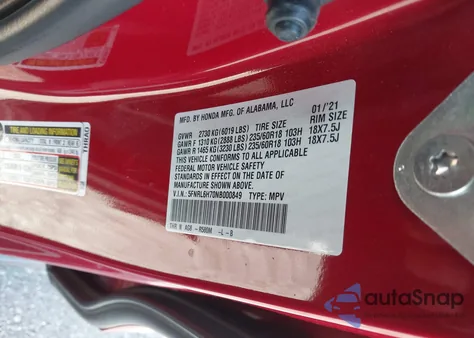 MFD. BY HONDA MFG. OF ALABAMA, LLC 01/'21
GVWR 2730 KG (6019 LBS) TIRE SIZE RIM SIZE
GAWR F 1310 KG (2888 LBS) 235/60R18 103H 18X7.5J
GAWR R 1465 KG (3230 LBS) 235/60R18 103H 18X7.5J
THIS VEHICLE CONFORMS TO ALL APPLICABLE
FEDERAL MOTOR VEHICLE SAFETY
STANDARDS IN EFFECT ON THE DATE OF
MANUFACTURE SHOWN ABOVE.
V.I.N.: 5FNRL6H70NB000849 TYPE: MPV
-L-B
TIRE AND LOADING INFORMATION
autoSnap